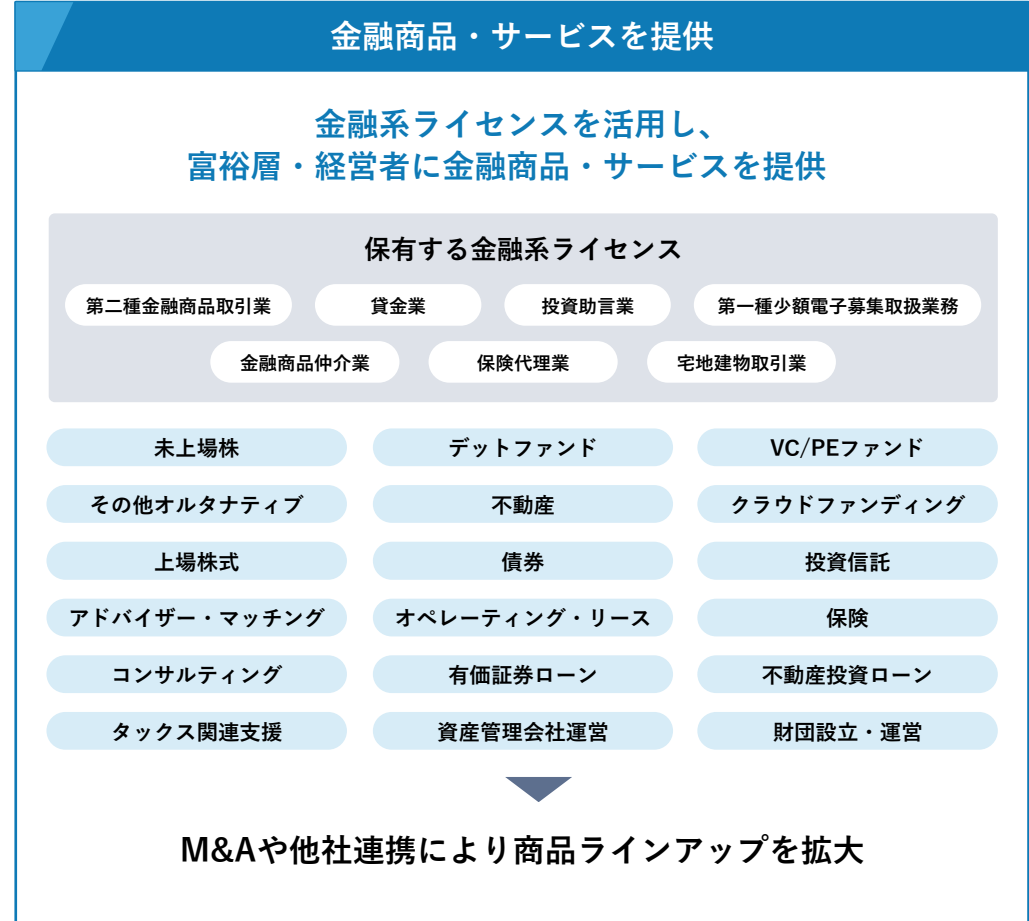 金融商品・サービスを提供
金融系ライセンスを活用し、
富裕層・経営者に金融商品・サービスを提供
保有する金融系ライセンス
第二種金融商品取引業 貸金業 投資助言業 第一種少額電子募集取扱業務
金融商品仲介業 保険代理業 宅地建物取引業
未上場株 デットファンド VC/PEファンド
その他オルタナティブ 不動産 クラウドファンディング
上場株式 債券 投資信託
アドバイザー・マッチング オペレーティング・リース 保険
コンサルティング 有価証券ローン 不動産投資ローン
タックス関連支援 資産管理会社運営 財団設立・運営
M&Aや他社連携により商品ラインアップを拡大